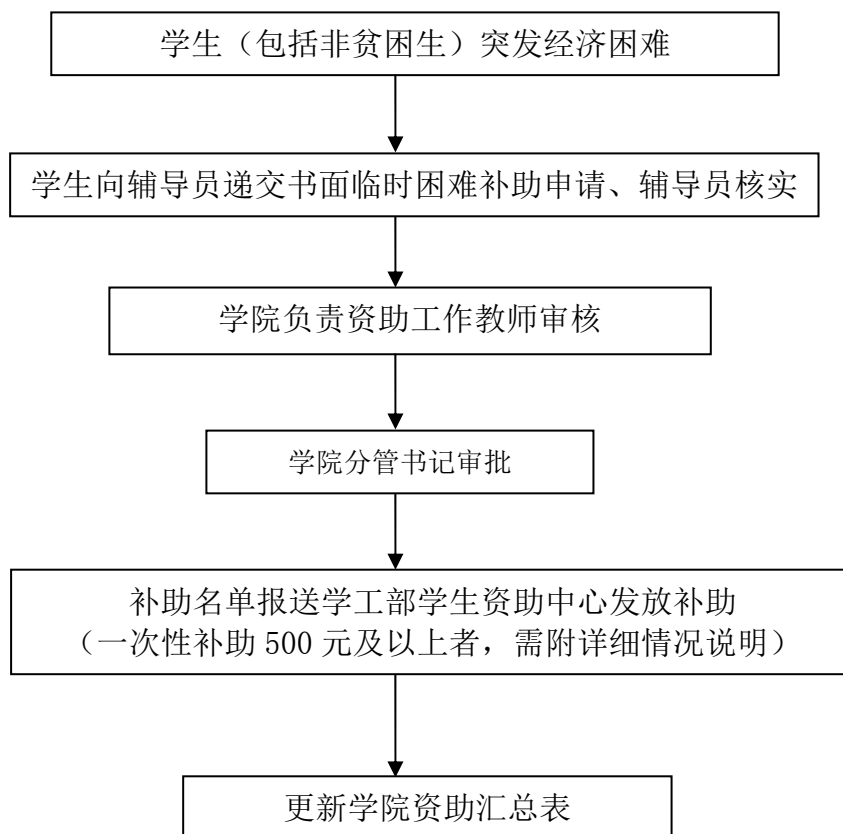 学生（包括非贫困生）突发经济困难
学生向辅导员递交书面临时困难补助申请、辅导员核实
学院负责资助工作教师审核
学院分管书记审批
补助名单报送学工部学生资助中心发放补助
（一次性补助 500 元及以上者，需附详细情况说明）
更新学院资助汇总表